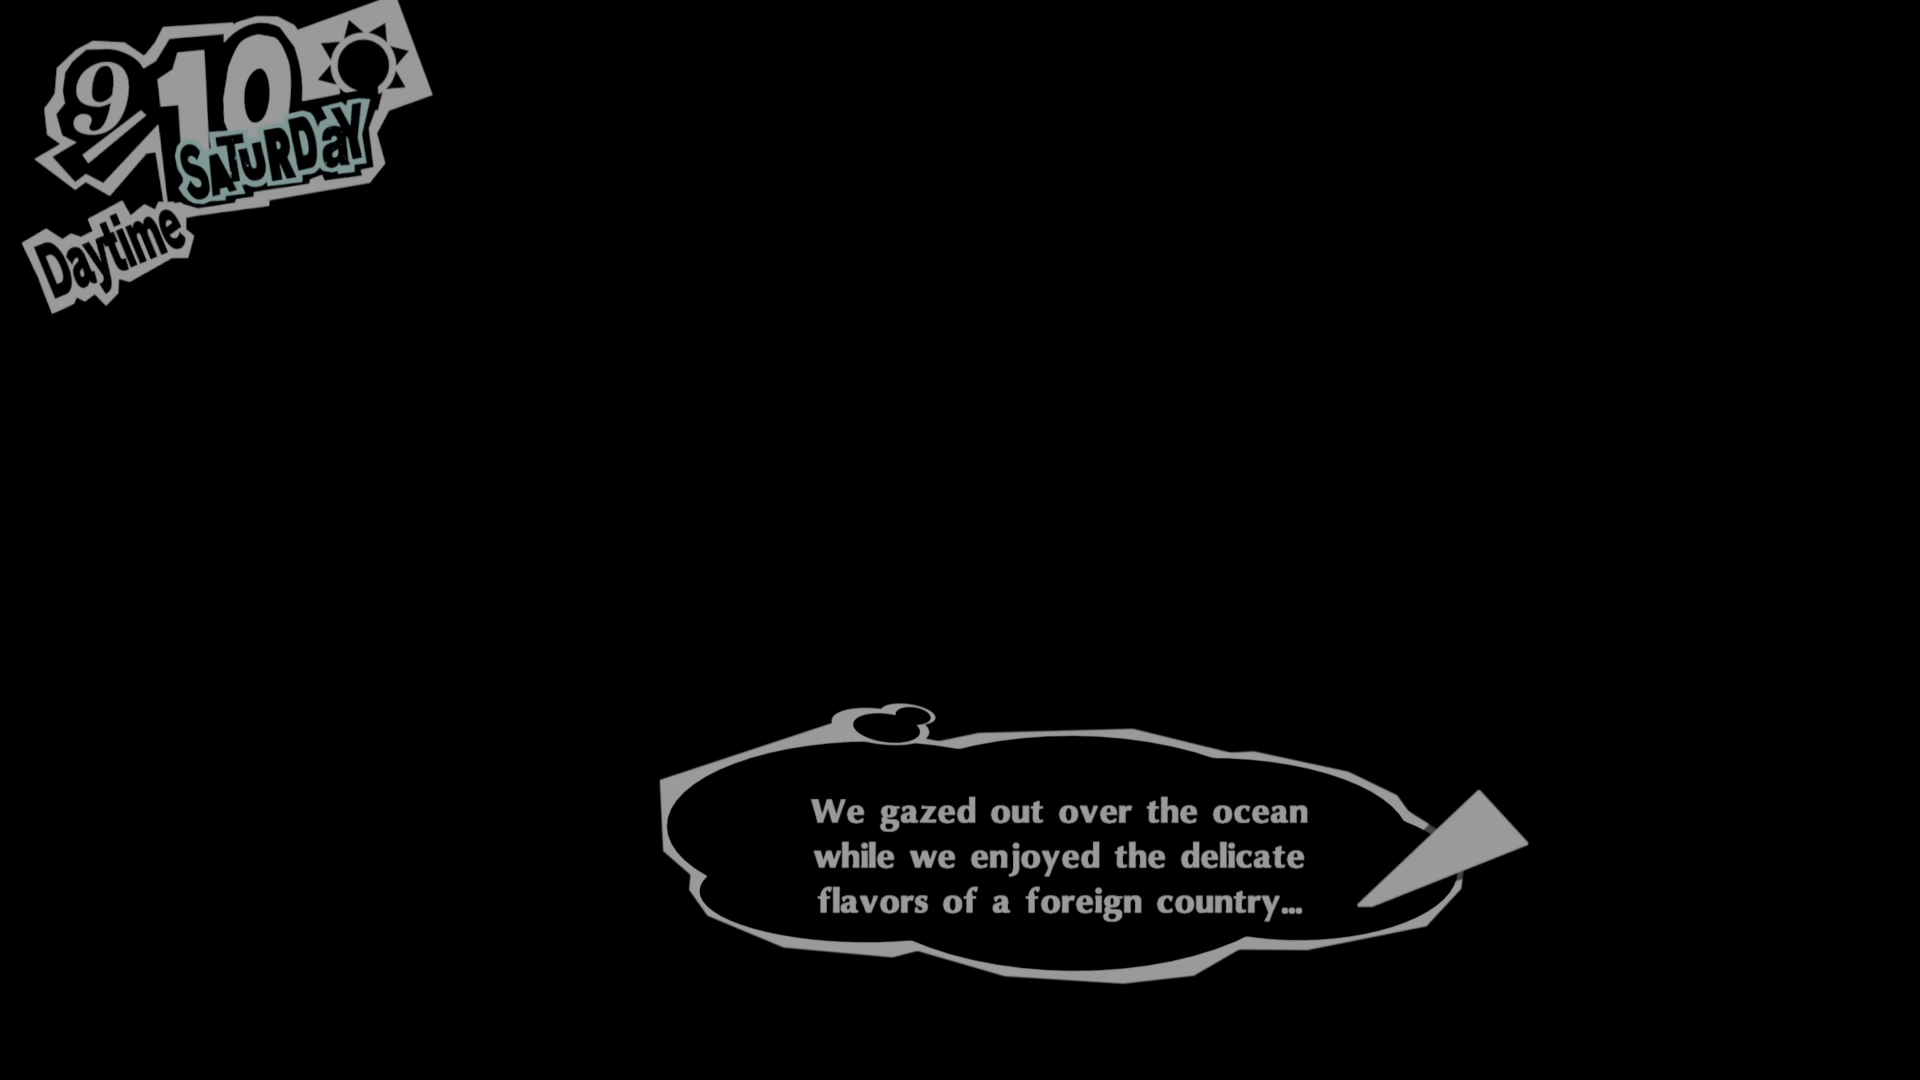 9/10
SATURDaY
Daytime
We gazed out over the ocean
while we enjoyed the delicate
flavors of a foreign country...